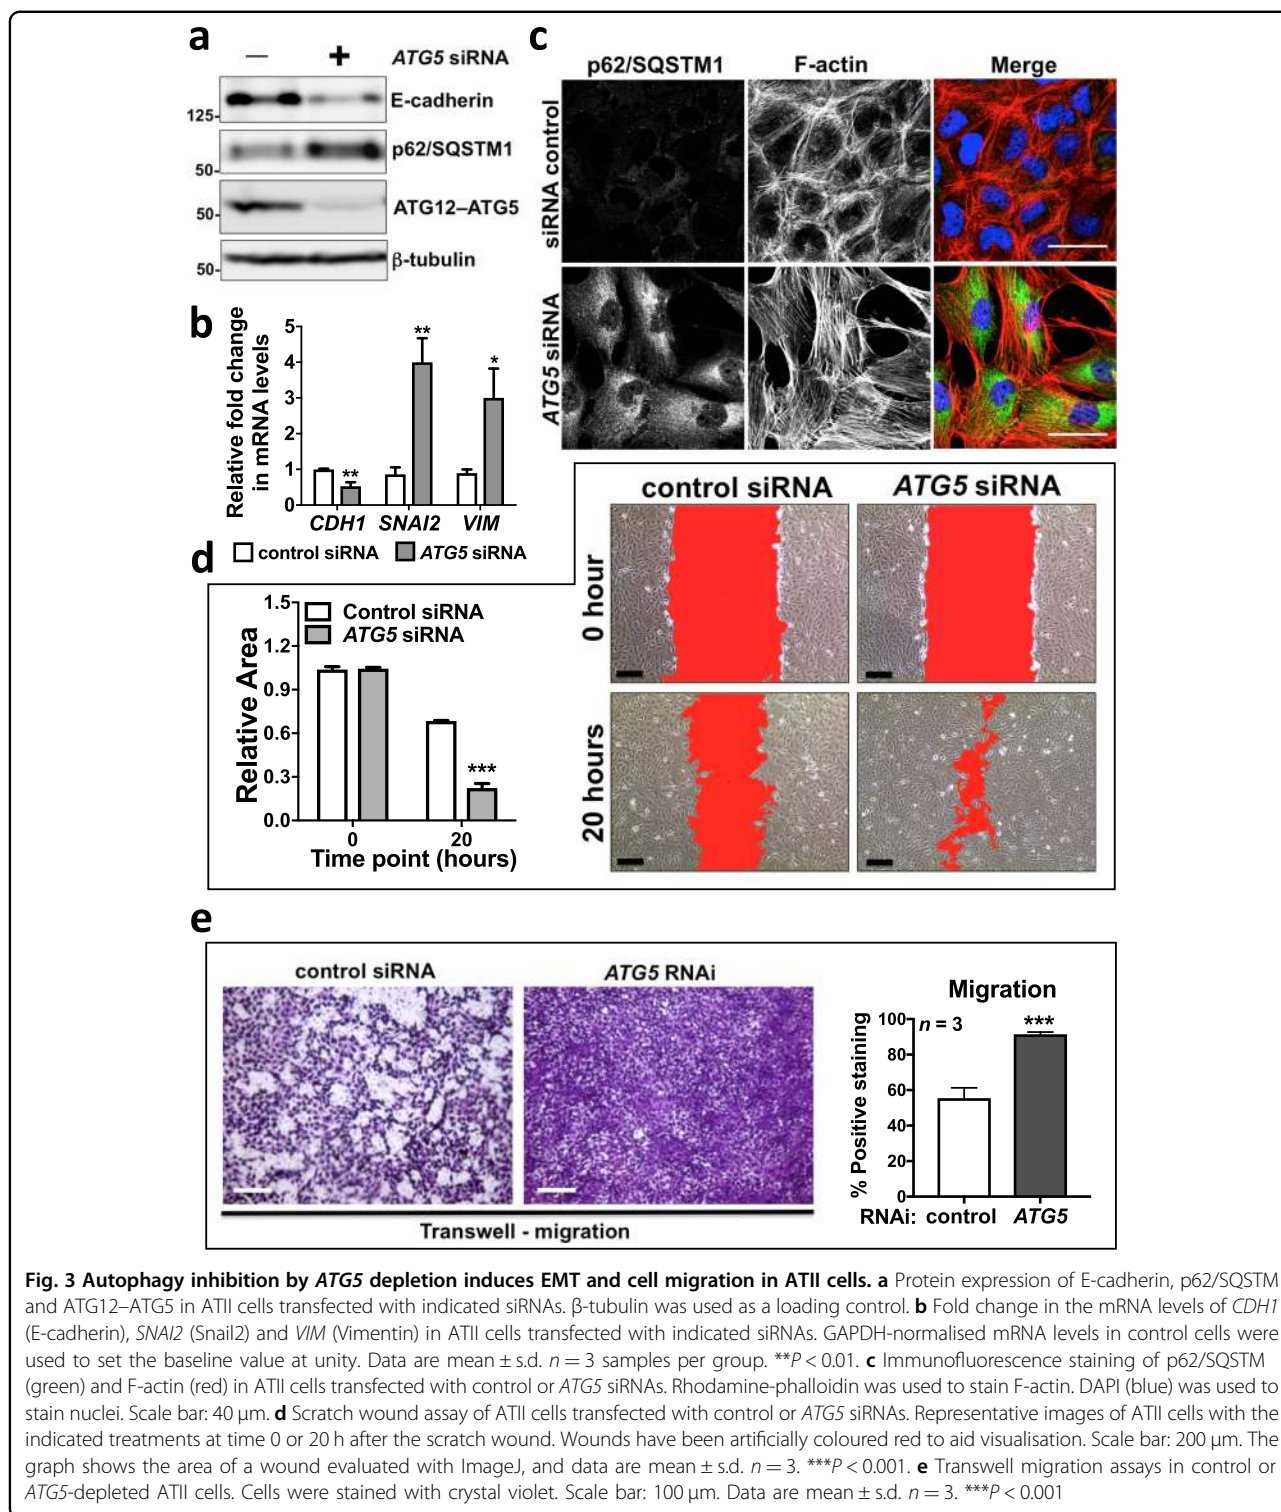 a
— + ATG5 siRNA
E-cadherin
125-
p62/SQSTM1
50-
ATG12–ATG5
50-
β-tubulin
50-
b
Relative fold change
in mRNA levels
5
4
3
2
1
0
** ** *
CDH1 SNAI2 VIM
control siRNA ATG5 siRNA
c
p62/SQSTM1 F-actin Merge
siRNA control
ATG5 siRNA
d
Relative Area
1.5
1.2
0.9
0.6
0.3
0.0
Control siRNA
ATG5 siRNA
***
0 20
Time point (hours)
control siRNA ATG5 siRNA
0 hour
20 hours
e
control siRNA ATG5 RNAi
Transwell - migration
Migration
n = 3
***
% Positive staining
100
80
60
40
20
0
RNAi: control ATG5
Fig. 3 Autophagy inhibition by ATG5 depletion induces EMT and cell migration in ATII cells. a Protein expression of E-cadherin, p62/SQSTM
and ATG12–ATG5 in ATII cells transfected with indicated siRNAs. β-tubulin was used as a loading control. b Fold change in the mRNA levels of CDH1
(E-cadherin), SNAI2 (Snail2) and VIM (Vimentin) in ATII cells transfected with indicated siRNAs. GAPDH-normalised mRNA levels in control cells were
used to set the baseline value at unity. Data are mean ± s.d. n = 3 samples per group. **P < 0.01. c Immunofluorescence staining of p62/SQSTM
(green) and F-actin (red) in ATII cells transfected with control or ATG5 siRNAs. Rhodamine-phalloidin was used to stain F-actin. DAPI (blue) was used to
stain nuclei. Scale bar: 40 μm. d Scratch wound assay of ATII cells transfected with control or ATG5 siRNAs. Representative images of ATII cells with the
indicated treatments at time 0 or 20 h after the scratch wound. Wounds have been artificially coloured red to aid visualisation. Scale bar: 200 μm. The
graph shows the area of a wound evaluated with ImageJ, and data are mean ± s.d. n = 3. ***P < 0.001. e Transwell migration assays in control or
ATG5-depleted ATII cells. Cells were stained with crystal violet. Scale bar: 100 μm. Data are mean ± s.d. n = 3. ***P < 0.001